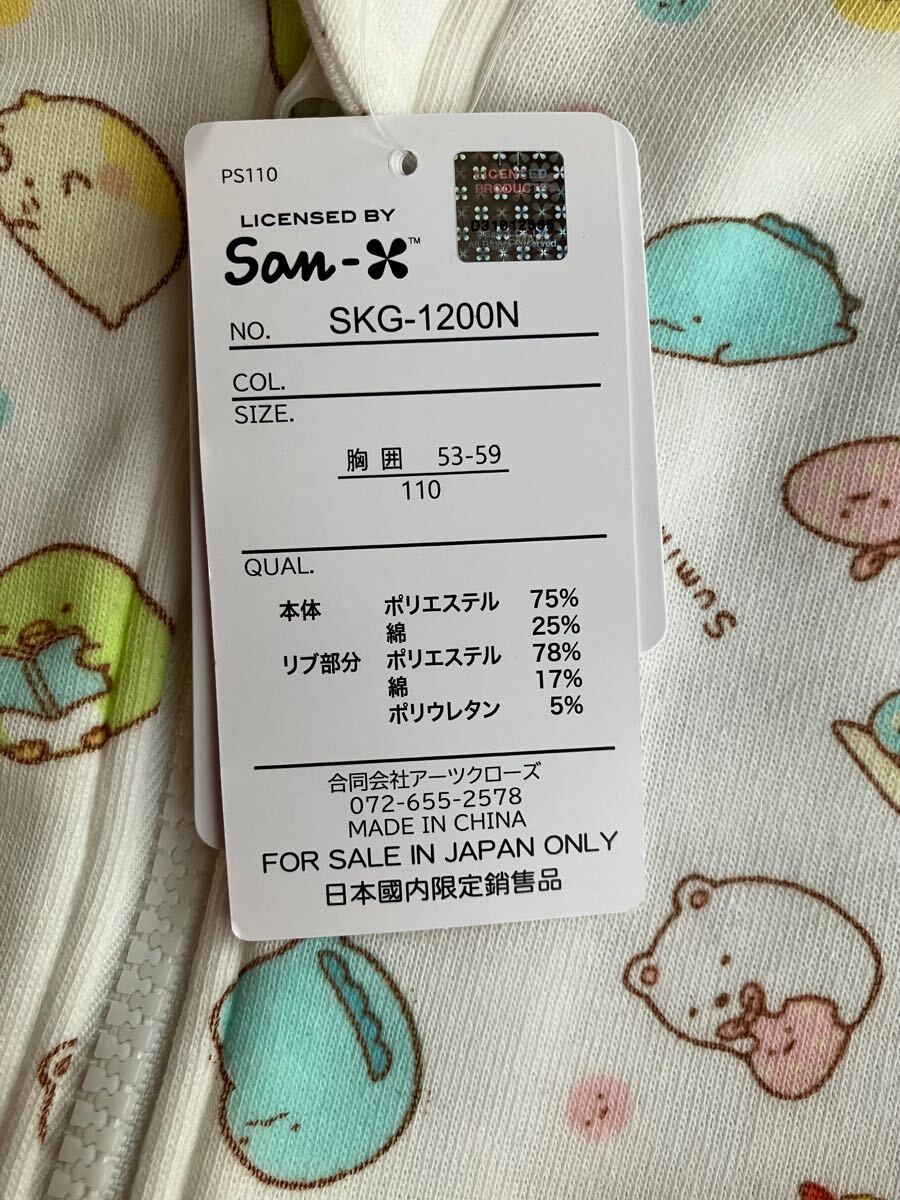 PS110
LICENSED PRODUCTS
LICENSED BY
San-X™
NO. SKG-1200N
COL.
SIZE.
胸囲 53-59
110
QUAL.
本体 ポリエステル 75%
綿 25%
リブ部分 ポリエステル 78%
綿 17%
ポリウレタン 5%
合同会社アーツクローズ
072-655-2578
MADE IN CHINA
FOR SALE IN JAPAN ONLY
日本國内限定銷售品